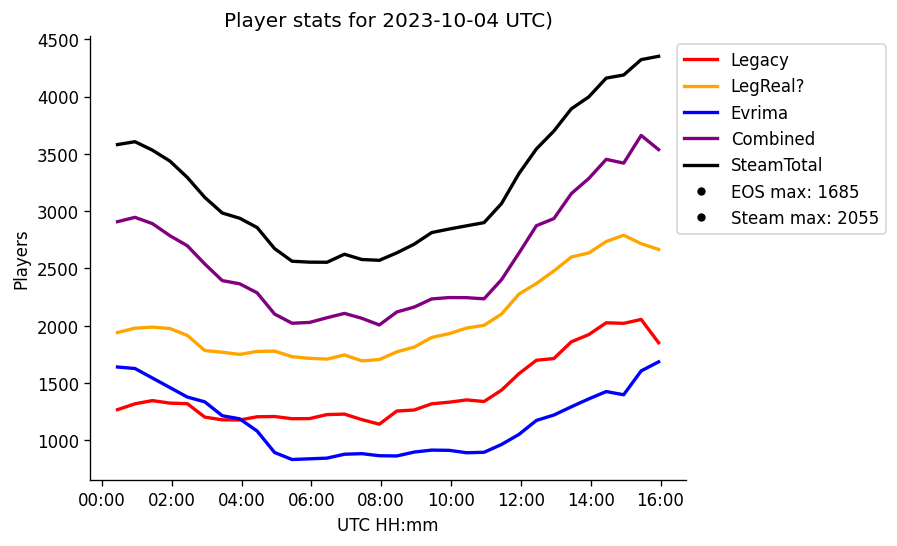 Player stats for 2023-10-04 UTC)
4500
4000
3500
3000
2500
2000
1500
1000
Players
00:00 02:00 04:00 06:00 08:00 10:00 12:00 14:00 16:00
UTC HH:mm
Legacy
LegReal?
Evrima
Combined
SteamTotal
EOS max: 1685
Steam max: 2055